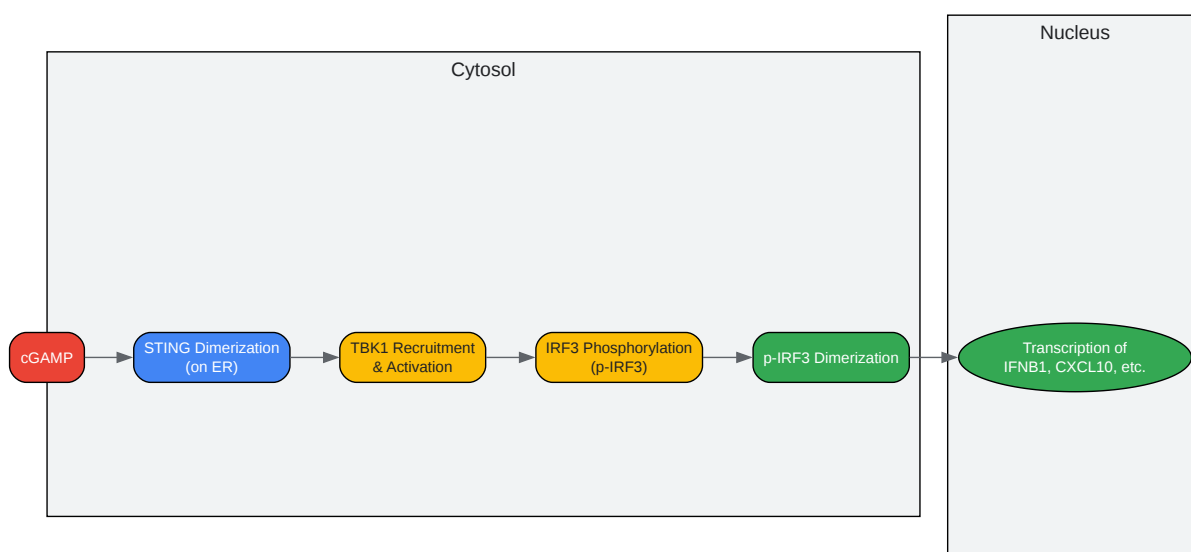 Nucleus
Cytosol
cGAMP
STING Dimerization
(on ER)
TBK1 Recruitment
& Activation
IRF3 Phosphorylation
(p-IRF3)
p-IRF3 Dimerization
Transcription of
IFNB1, CXCL10, etc.